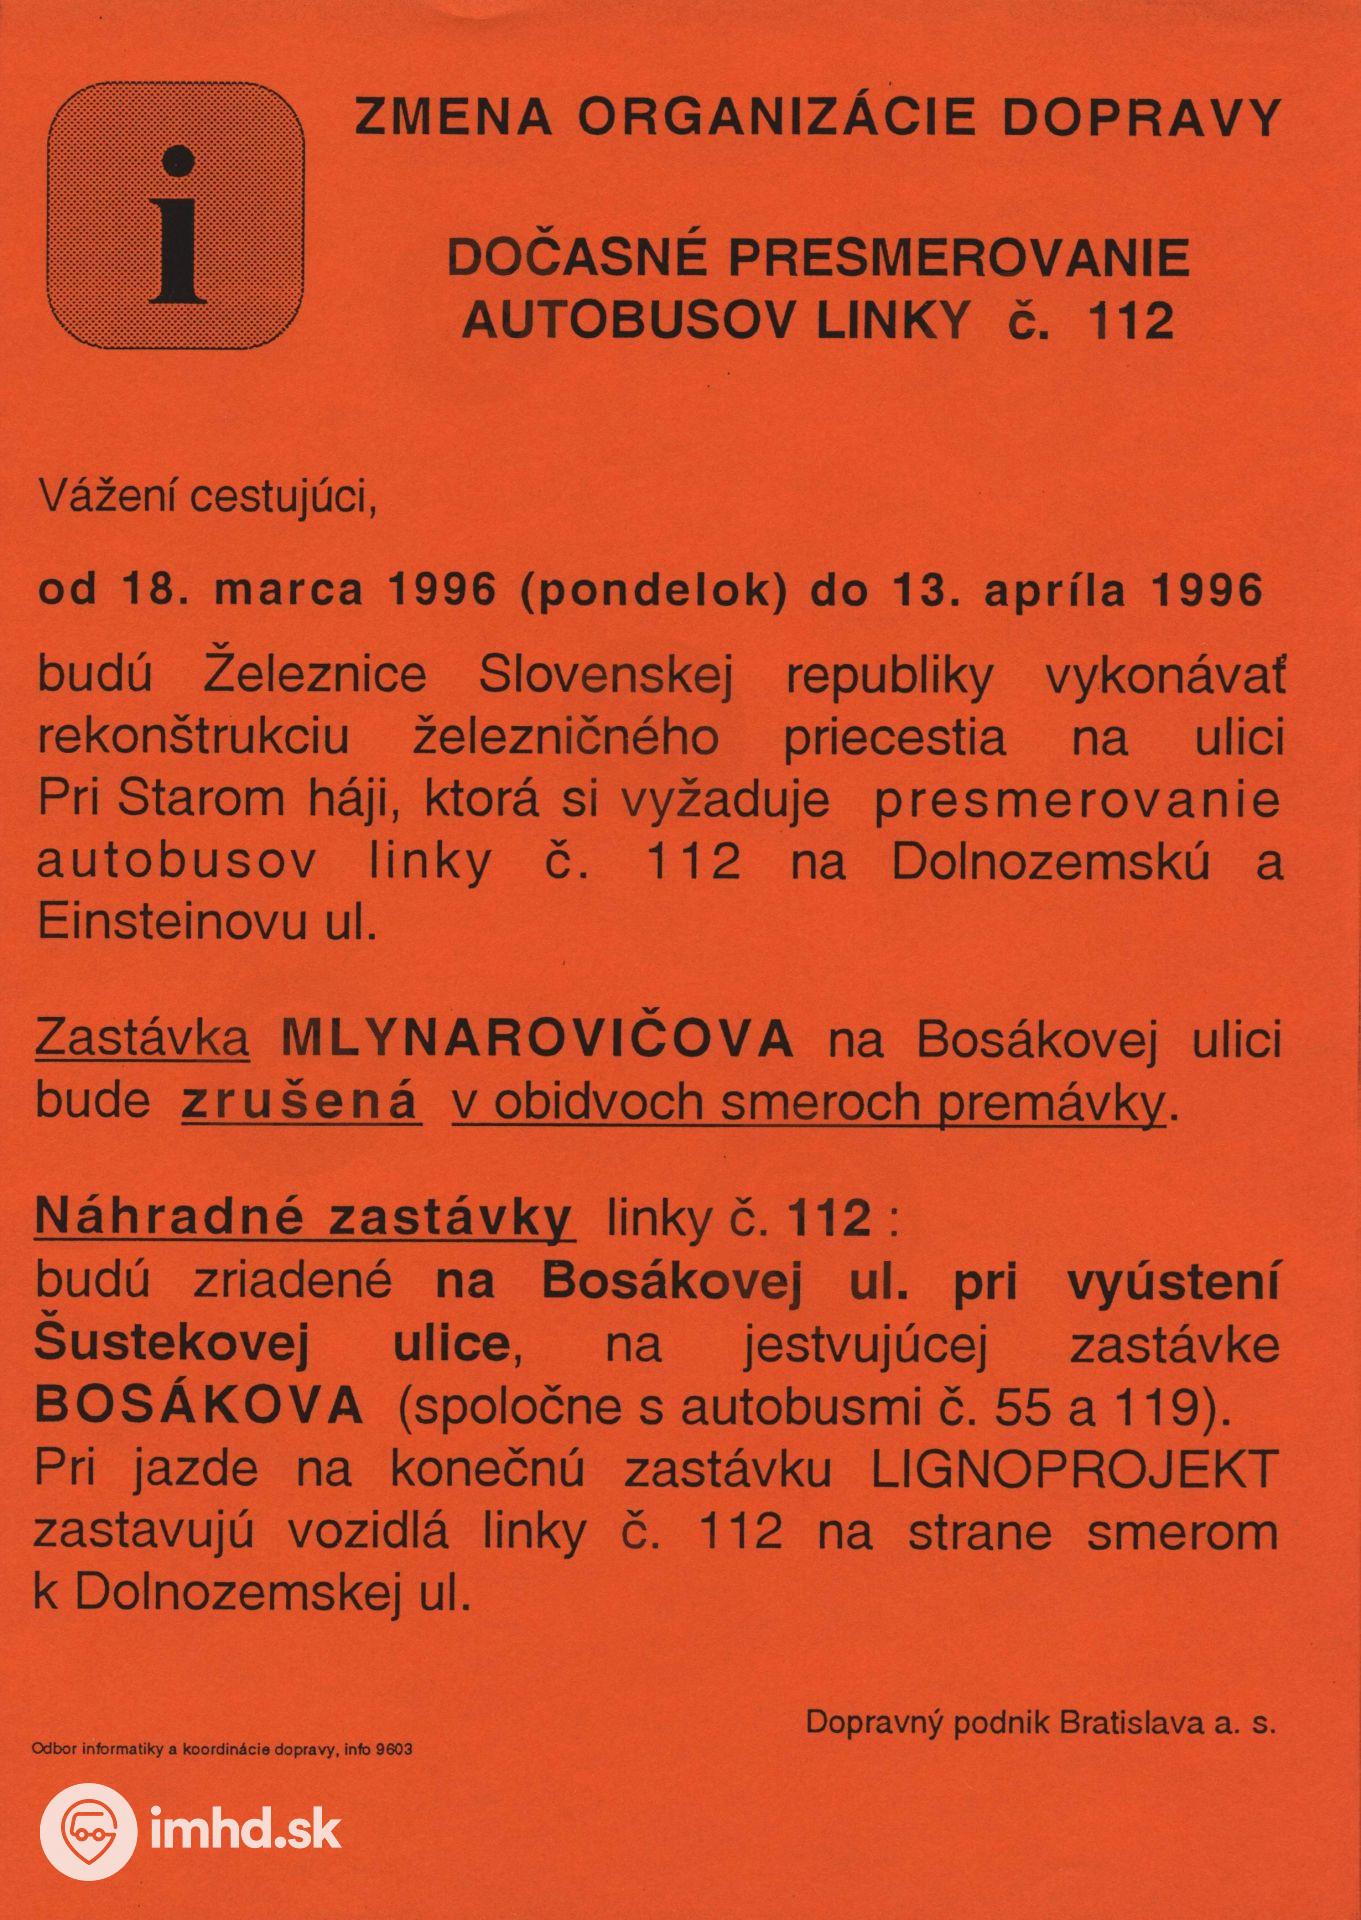 i
ZMENA ORGANIZÁCIE DOPRAVY
DOČASNÉ PRESMEROVANIE
AUTOBUSOV LINKY č. 112
Vážení cestujúci,
od 18. marca 1996 (pondelok) do 13. apríla 1996
budú Železnice Slovenskej republiky vykonávať
rekonštrukciu železničného priecestia na ulici
Pri Starom háji, ktorá si vyžaduje presmerovanie
autobusov linky č. 112 na Dolnozemskú a
Einsteinovu ul.
Zastávka MLYNAROVIČOVA na Bosákovej ulici
bude zrušená v obidvoch smeroch premávky.
Náhradné zastávky linky č. 112 :
budú zriadené na Bosákovej ul. pri vyústení
Šustekovej ulice, na jestvujúcej zastávke
BOSÁKOVA (spoločne s autobusmi č. 55 a 119).
Pri jazde na konečnú zastávku LIGNOPROJEKT
zastavujú vozidlá linky č. 112 na strane smerom
k Dolnozemskej ul.
Dopravný podnik Bratislava a. s.
Odbor informatiky a koordinácie dopravy, info 9603
imhd.sk